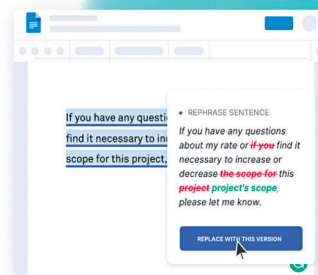 If you have any questi
find it necessary to in
scope for this project,
• REPHRASE SENTENCE
If you have any questions
about my rate or if you find it
necessary to increase or
decrease the scope for this
project project's scope,
please let me know.
REPLACE WITH THIS VERSION